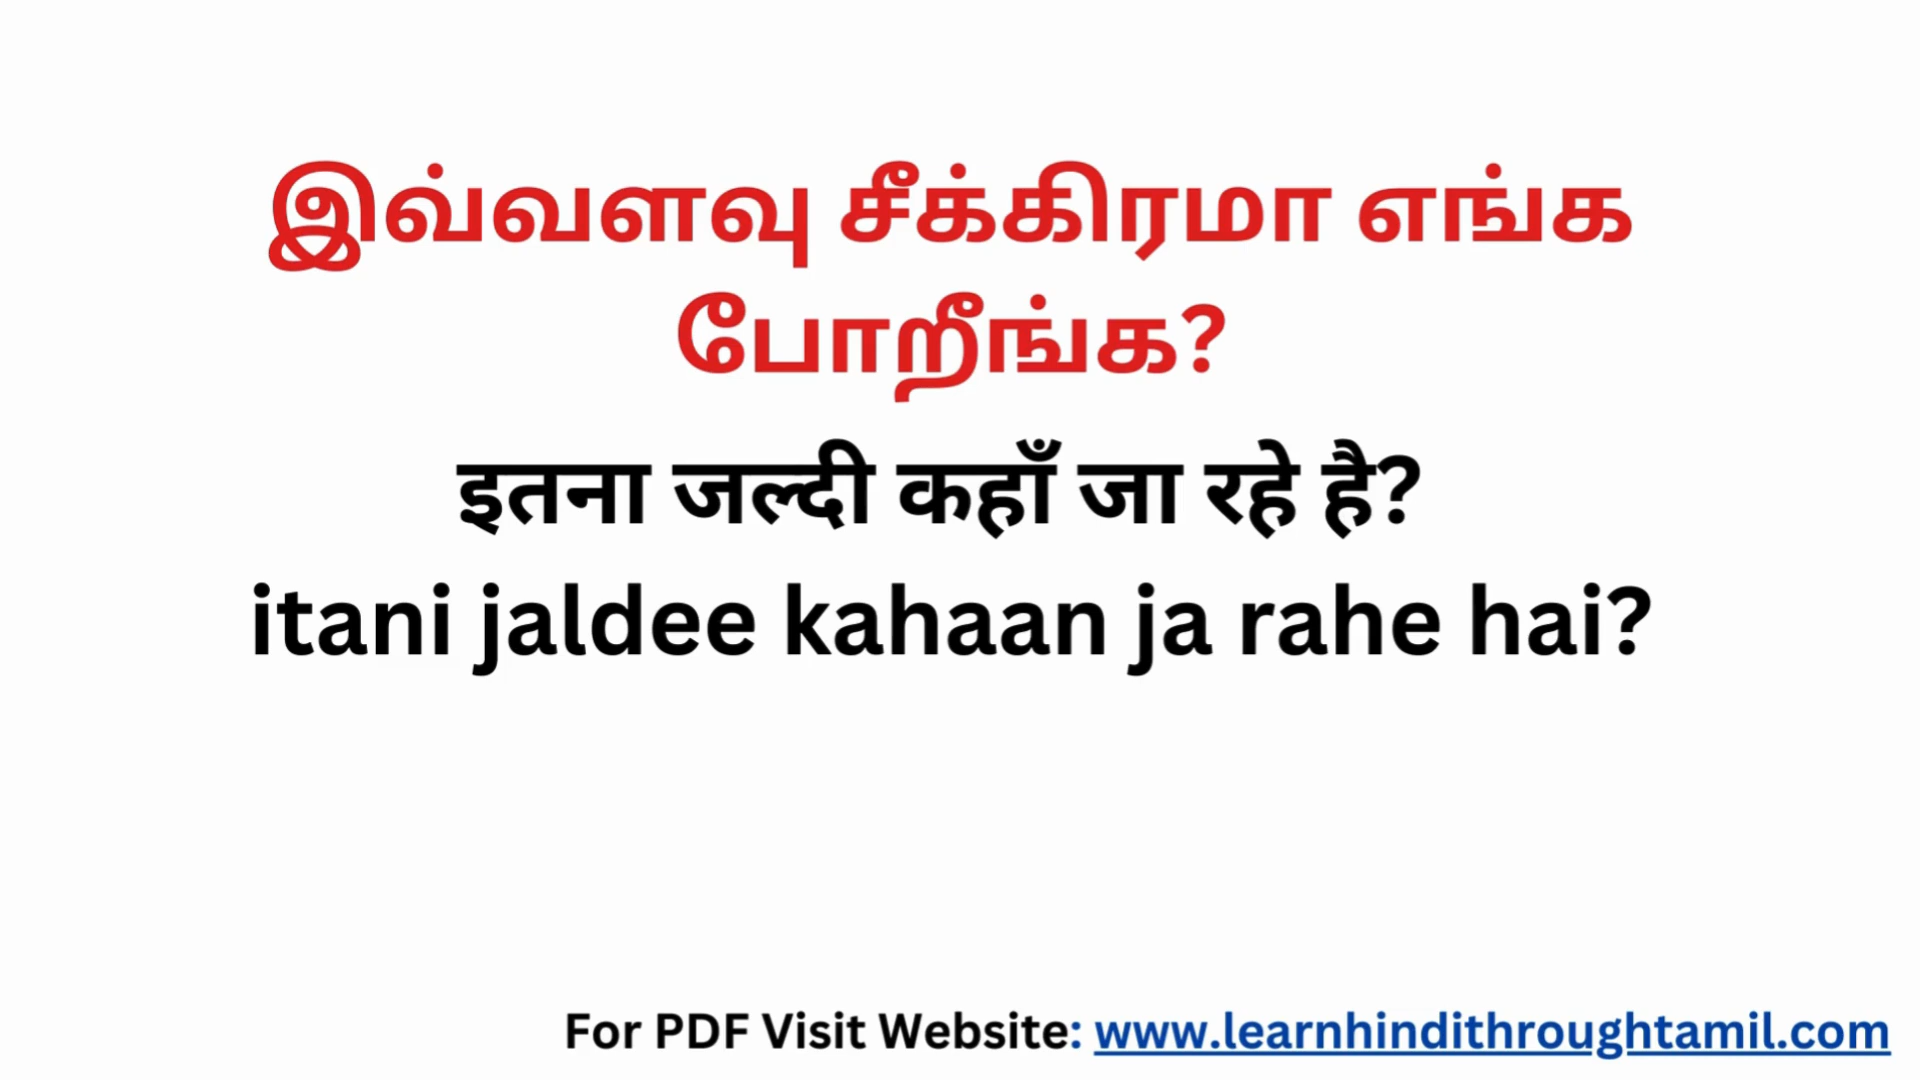 இவ்வளவு சீக்கிரமா எங்க
போறீங்க?
इतना जल्दी कहाँ जा रहे है?
itani jaldee kahaan ja rahe hai?
For PDF Visit Website: www.learnhindithroughtamil.com